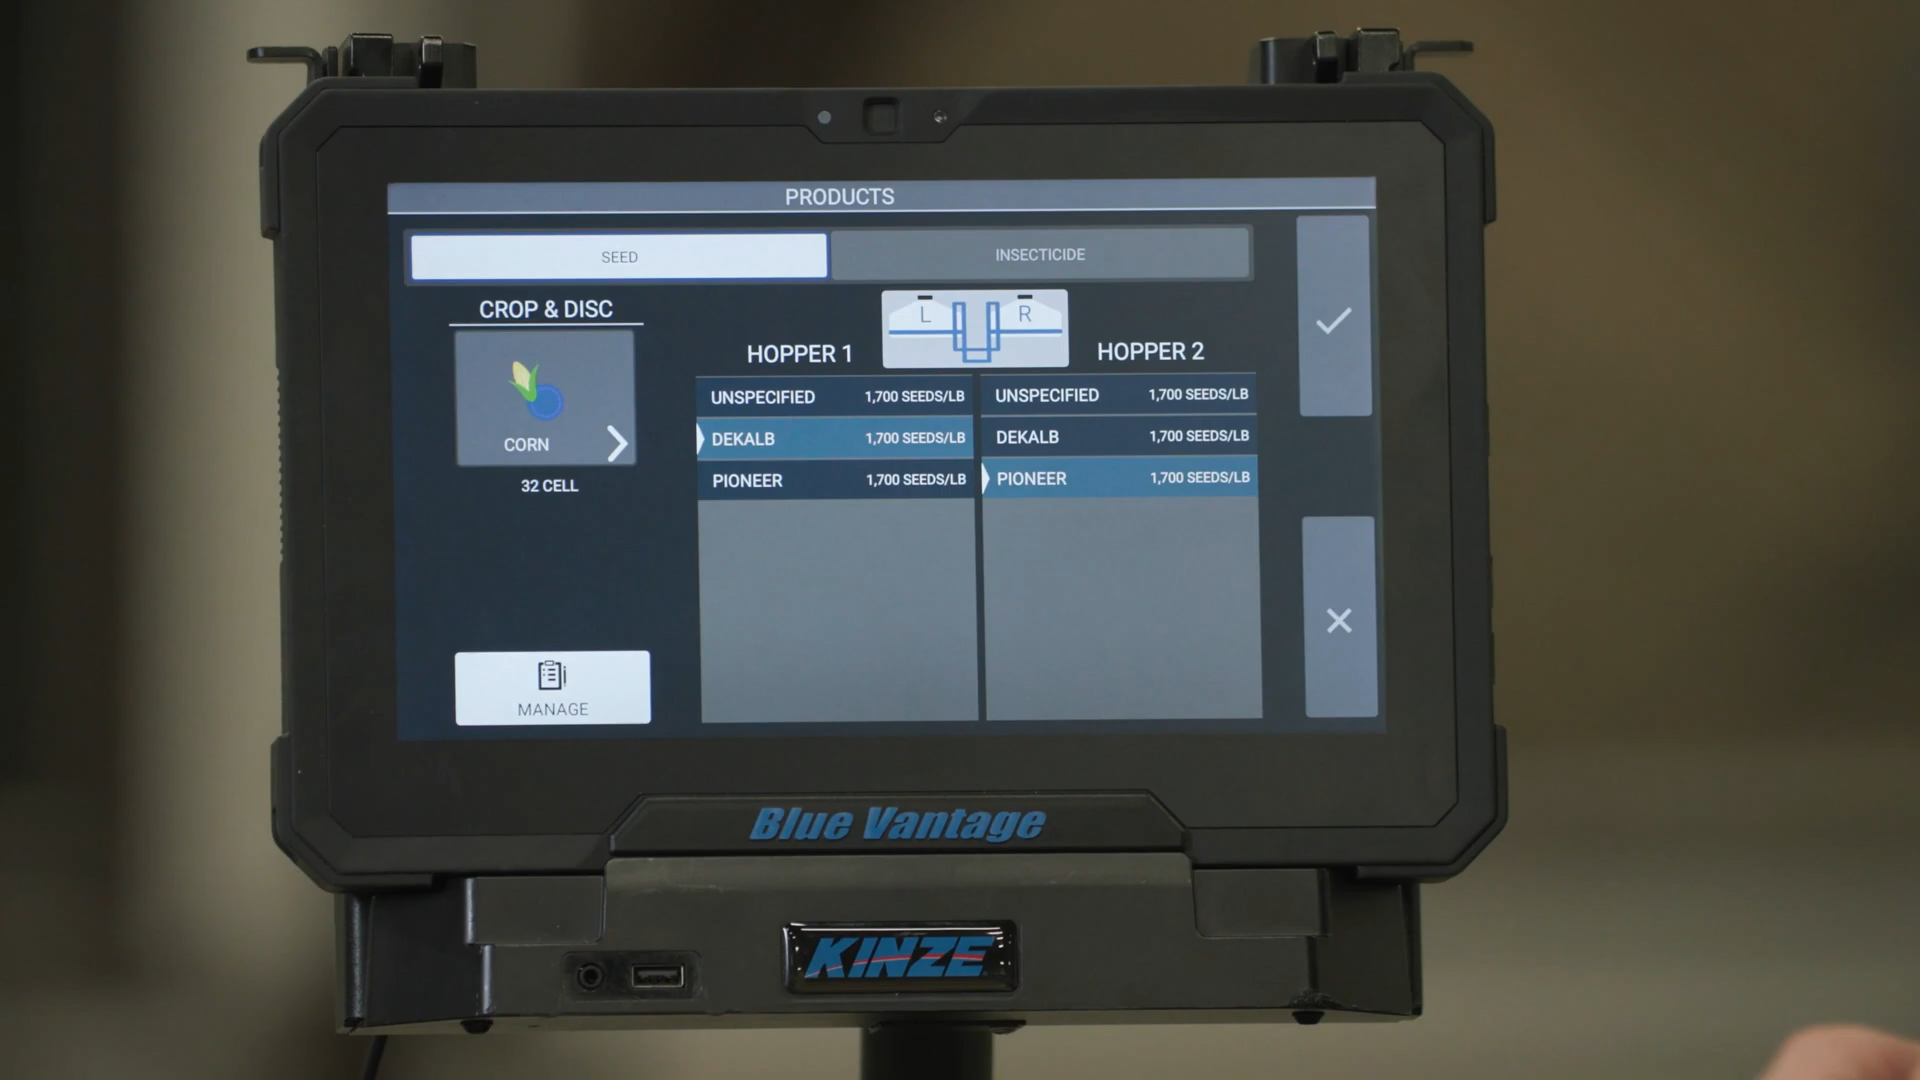 PRODUCTS
SEED
INSECTICIDE
CROP & DISC
CORN
32 CELL
MANAGE
L
R
HOPPER 1
HOPPER 2
UNSPECIFIED 1,700 SEEDS/LB
DEKALB 1,700 SEEDS/LB
PIONEER 1,700 SEEDS/LB
UNSPECIFIED 1,700 SEEDS/LB
DEKALB 1,700 SEEDS/LB
PIONEER 1,700 SEEDS/LB
Blue Vantage
KINZE